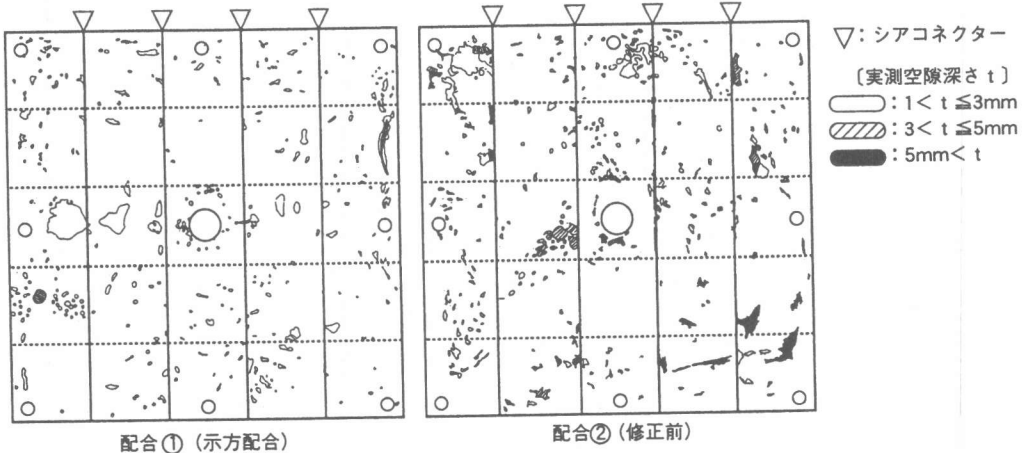 ▽: シアコネクター
〔実測空隙深さｔ〕
: 1＜ｔ≦3mm
: 3＜ｔ≦5mm
: 5mm＜ｔ
配合① (示方配合)
配合② (修正前)